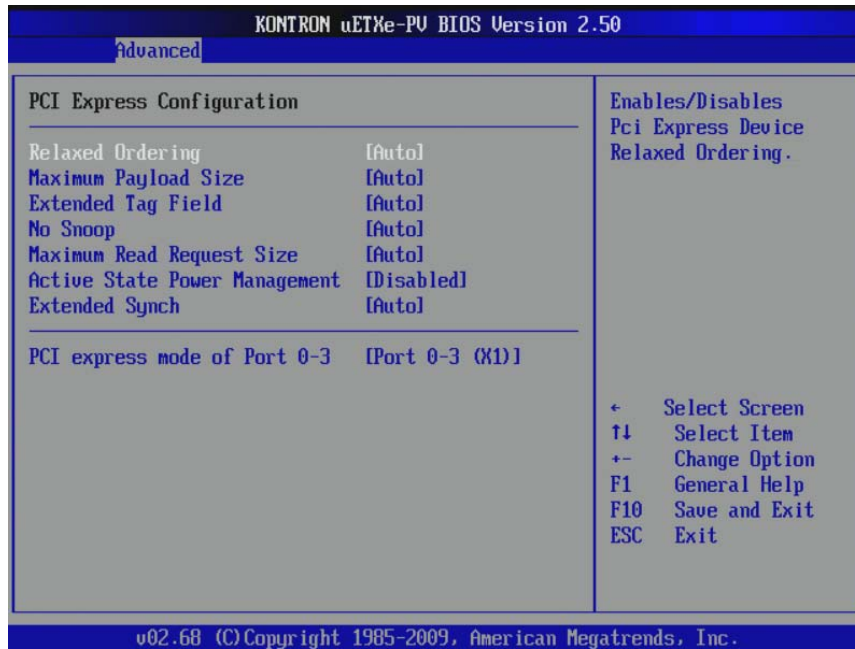 KONTRON uETXe-PV BIOS Version 2.50
Advanced
PCI Express Configuration
Relaxed Ordering [Auto]
Maximum Payload Size [Auto]
Extended Tag Field [Auto]
No Snoop [Auto]
Maximum Read Request Size [Auto]
Active State Power Management [Disabled]
Extended Synch [Auto]
PCI express mode of Port 0-3 [Port 0-3 (X1)]
Enables/Disables
Pci Express Device
Relaxed Ordering.
← Select Screen
↑↓ Select Item
+- Change Option
F1 General Help
F10 Save and Exit
ESC Exit
v02.68 (C)Copyright 1985-2009, American Megatrends, Inc.